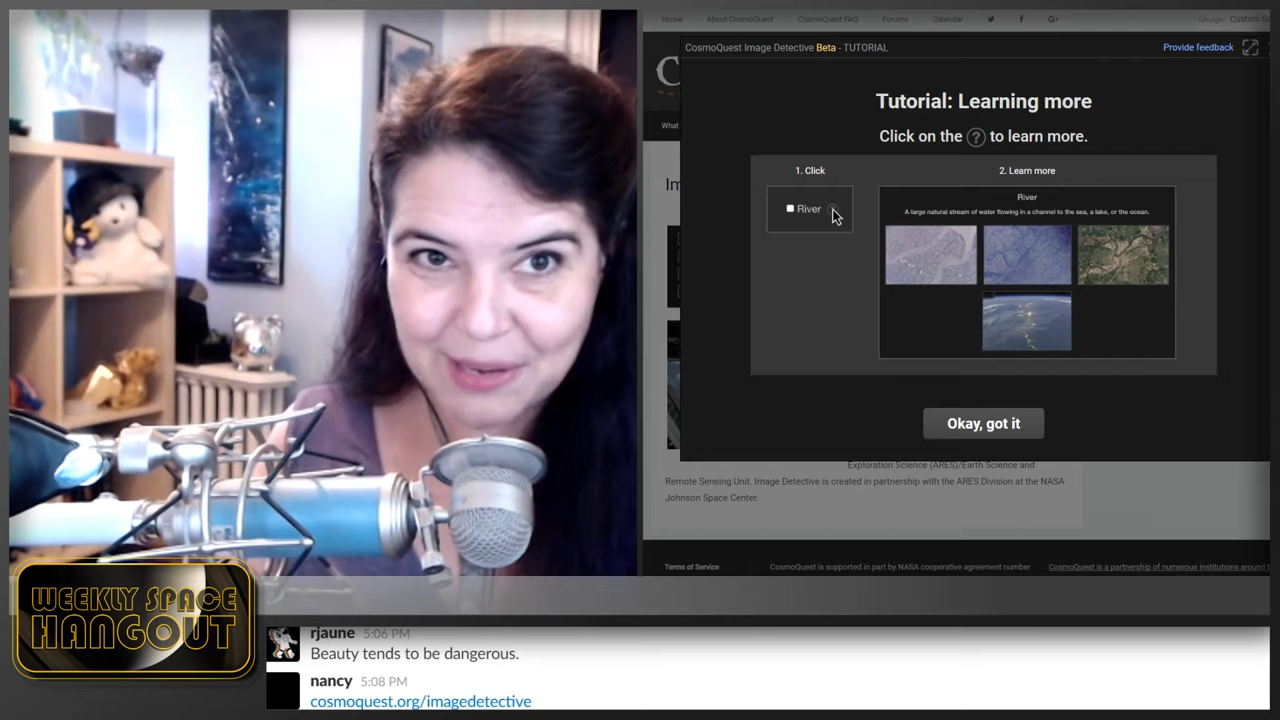 Home About CosmoQuest CosmoQuest FAQ Forums Calendar Google Custom
CosmoQuest Image Detective Beta - TUTORIAL Provide feedback
Tutorial: Learning more
What
Click on the ? to learn more.
1. Click 2. Learn more
River
River
A large natural stream of water flowing in a channel to the sea, a lake, or the ocean.
Okay, got it
Exploration Science (ARES)/Earth Science and
Remote Sensing Unit. Image Detective is created in partnership with the ARES Division at the NASA
Johnson Space Center.
Terms of Service CosmoQuest is supported in part by NASA cooperative agreement number CosmoQuest is a partnership of numerous institutions around
WEEKLY SPACE
HANGOUT
rjaune 5:06 PM
Beauty tends to be dangerous.
nancy 5:08 PM
cosmoquest.org/imagedetective